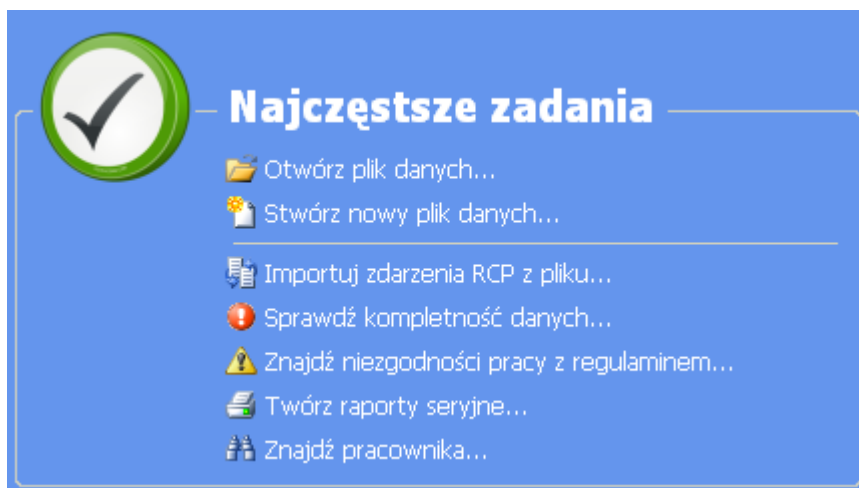 Najczęstsze zadania
Otwórz plik danych...
Stwórz nowy plik danych...
Importuj zdarzenia RCP z pliku...
Sprawdź kompletność danych...
Znajdź niezgodności pracy z regulaminem...
Twórz raporty seryjne...
Znajdź pracownika...